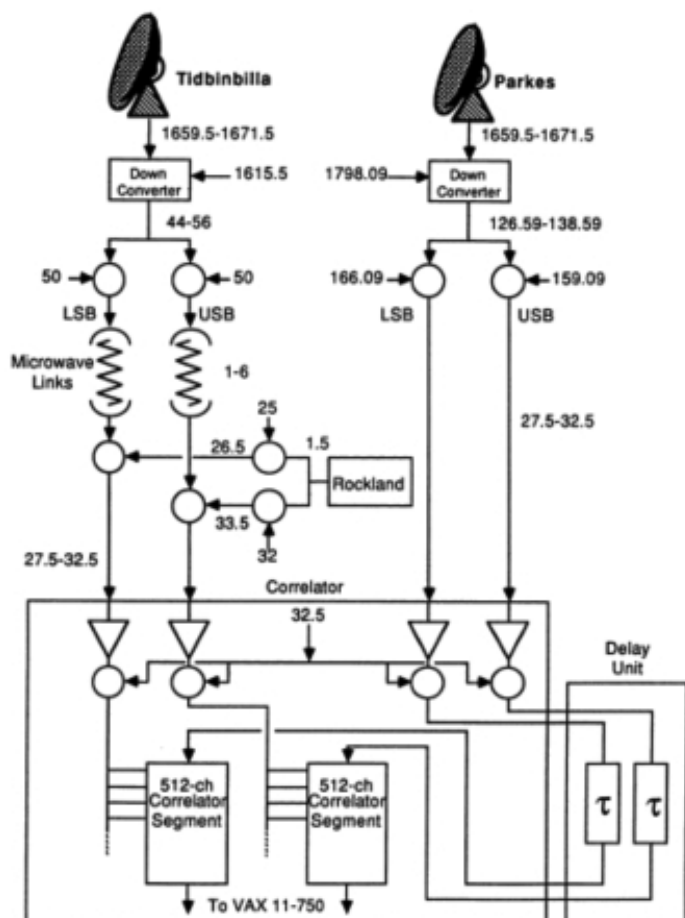 Tidbinbilla
Parkes
1659.5-1671.5
1659.5-1671.5
Down
Converter
1615.5
1798.09
Down
Converter
44-56
126.59-138.59
50
50
166.09
159.09
LSB
USB
LSB
USB
Microwave
Links
1-6
25
27.5-32.5
26.5
1.5
Rockland
33.5
32
27.5-32.5
Correlator
32.5
Delay
Unit
512-ch
Correlator
Segment
512-ch
Correlator
Segment
τ
τ
To VAX 11-750